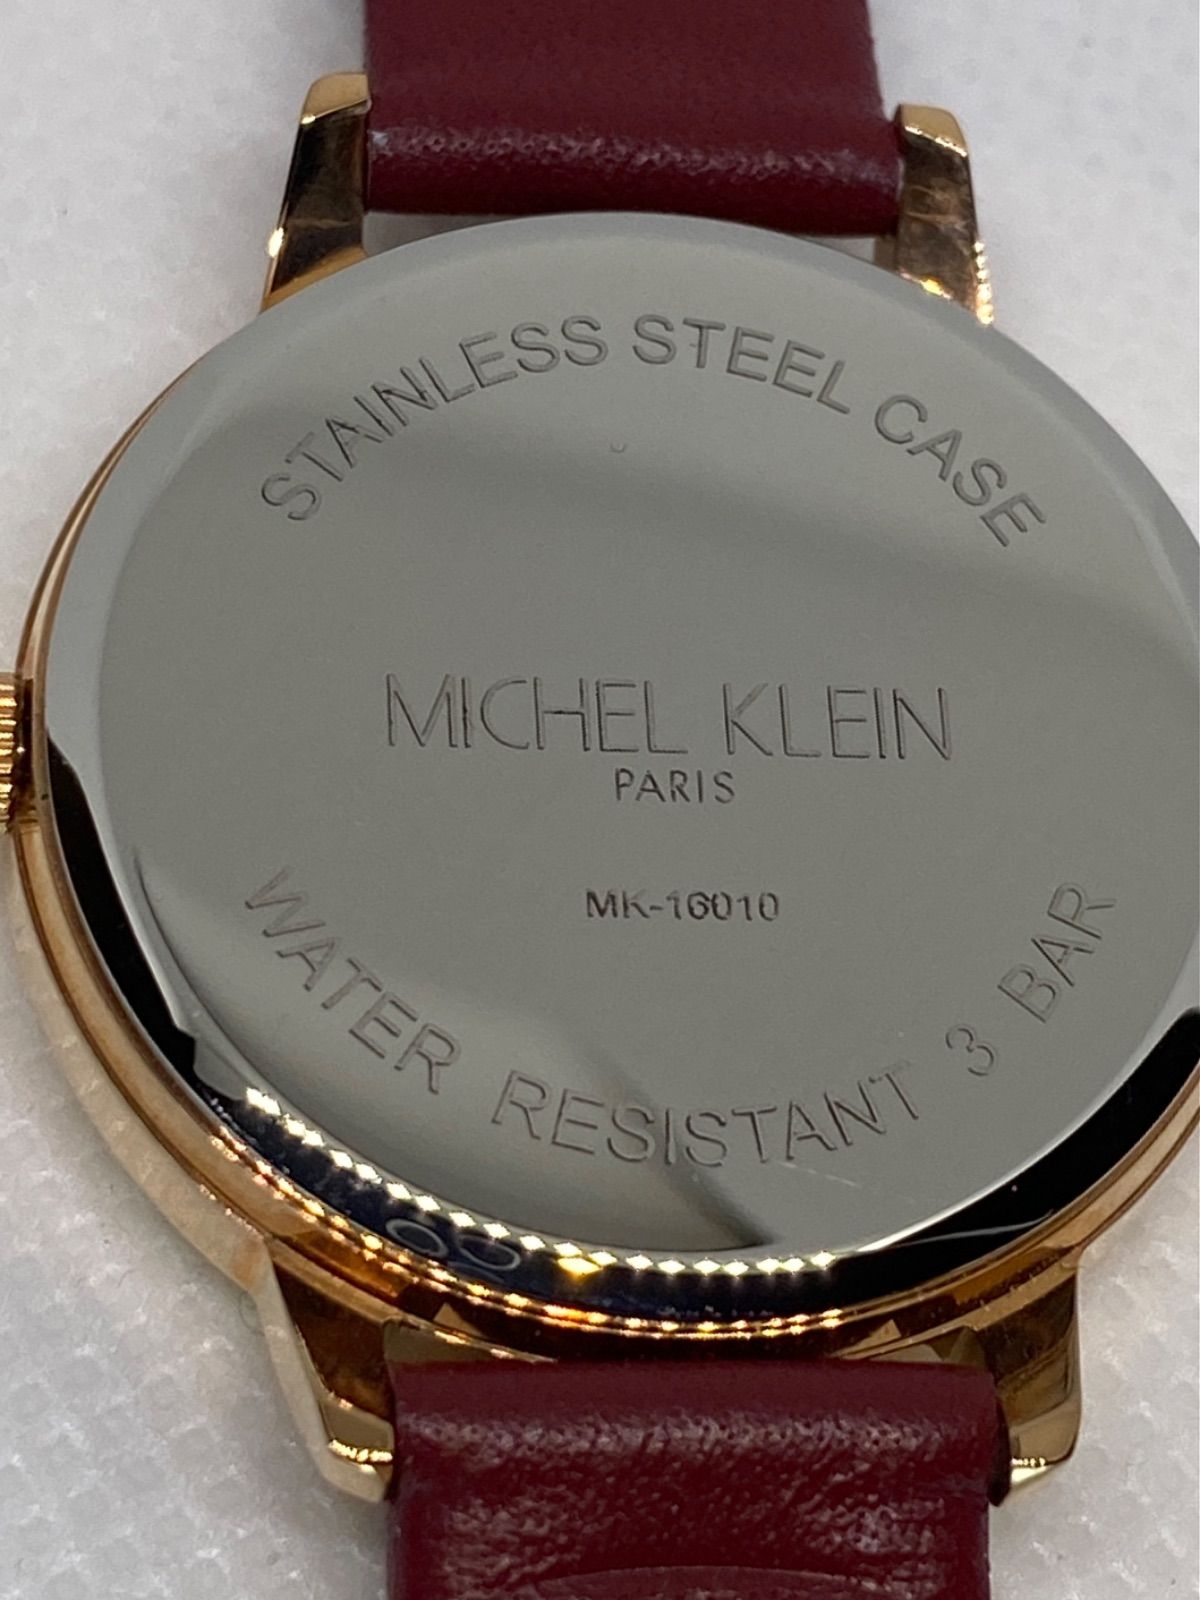 STAINLESS STEEL CASE
MICHEL KLEIN
PARIS
MK-16010
WATER RESISTANT 3 BAR